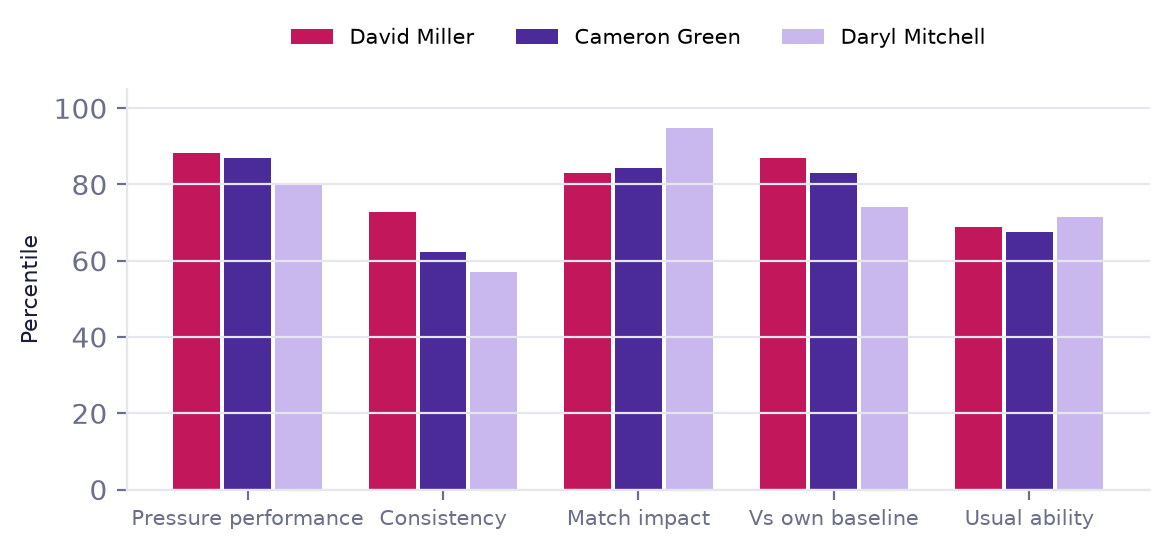 David Miller Cameron Green Daryl Mitchell
Percentile
100
80
60
40
20
0
Pressure performance Consistency Match impact Vs own baseline Usual ability